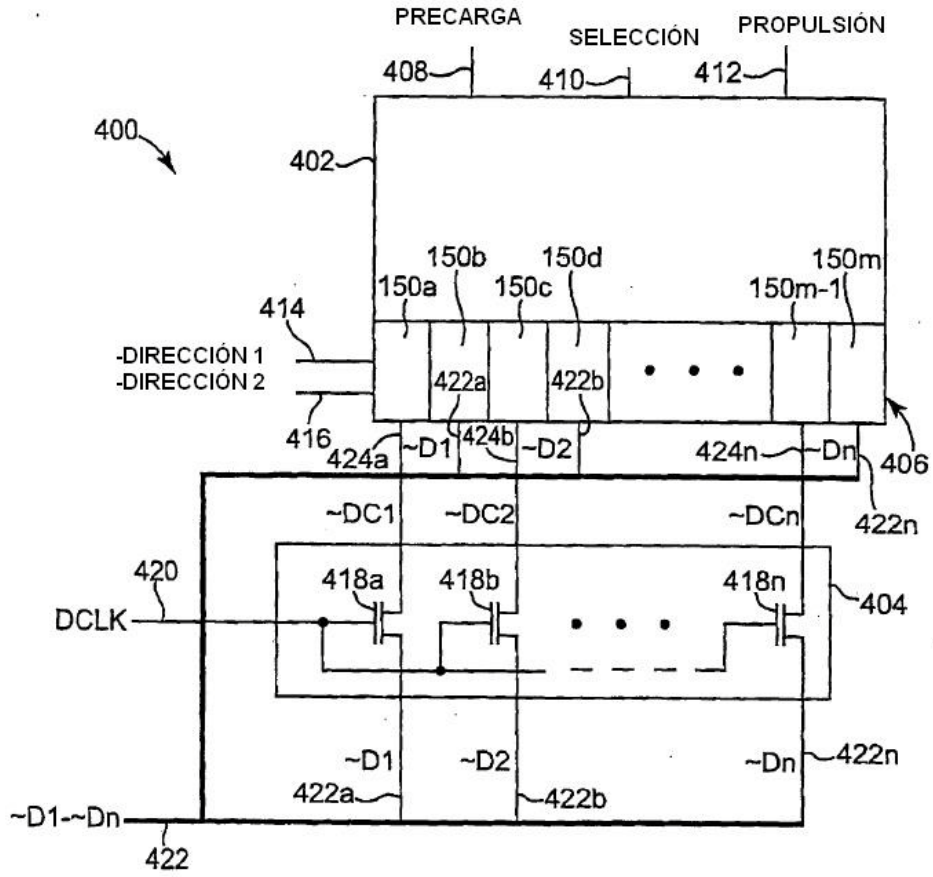 PRECARGA
SELECCIÓN
PROPULSIÓN
408
410
412
400
402
150b
150d
150m
150a
150c
150m-1
414
-DIRECCIÓN 1
-DIRECCIÓN 2
416
422a
422b
424a
~D1
424b
~D2
424n
~Dn
406
422n
~DC1
~DC2
~DCn
420
DCLK
418a
418b
418n
404
~D1
~D2
~Dn
422n
422a
422b
~D1-~Dn
422